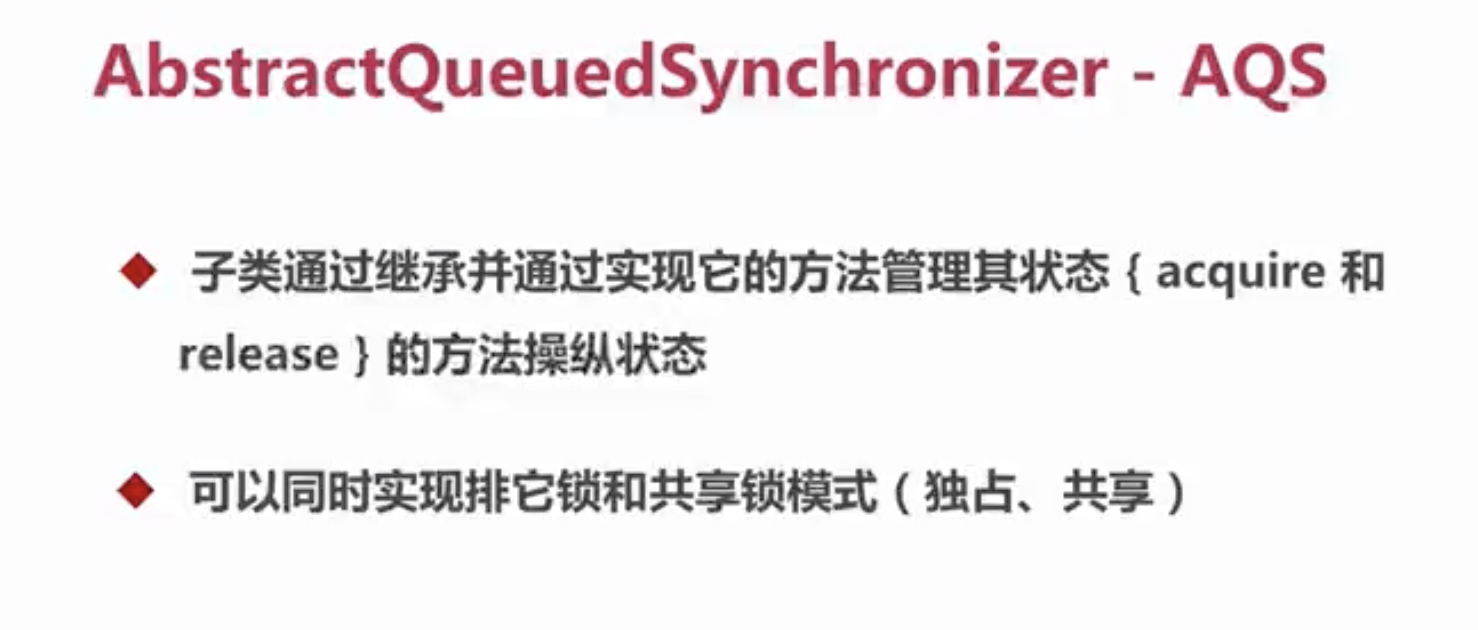 AbstractQueuedSynchronizer - AQS
子类通过继承并通过实现它的方法管理其状态 { acquire 和
release } 的方法操纵状态
可以同时实现排它锁和共享锁模式（独占、共享）